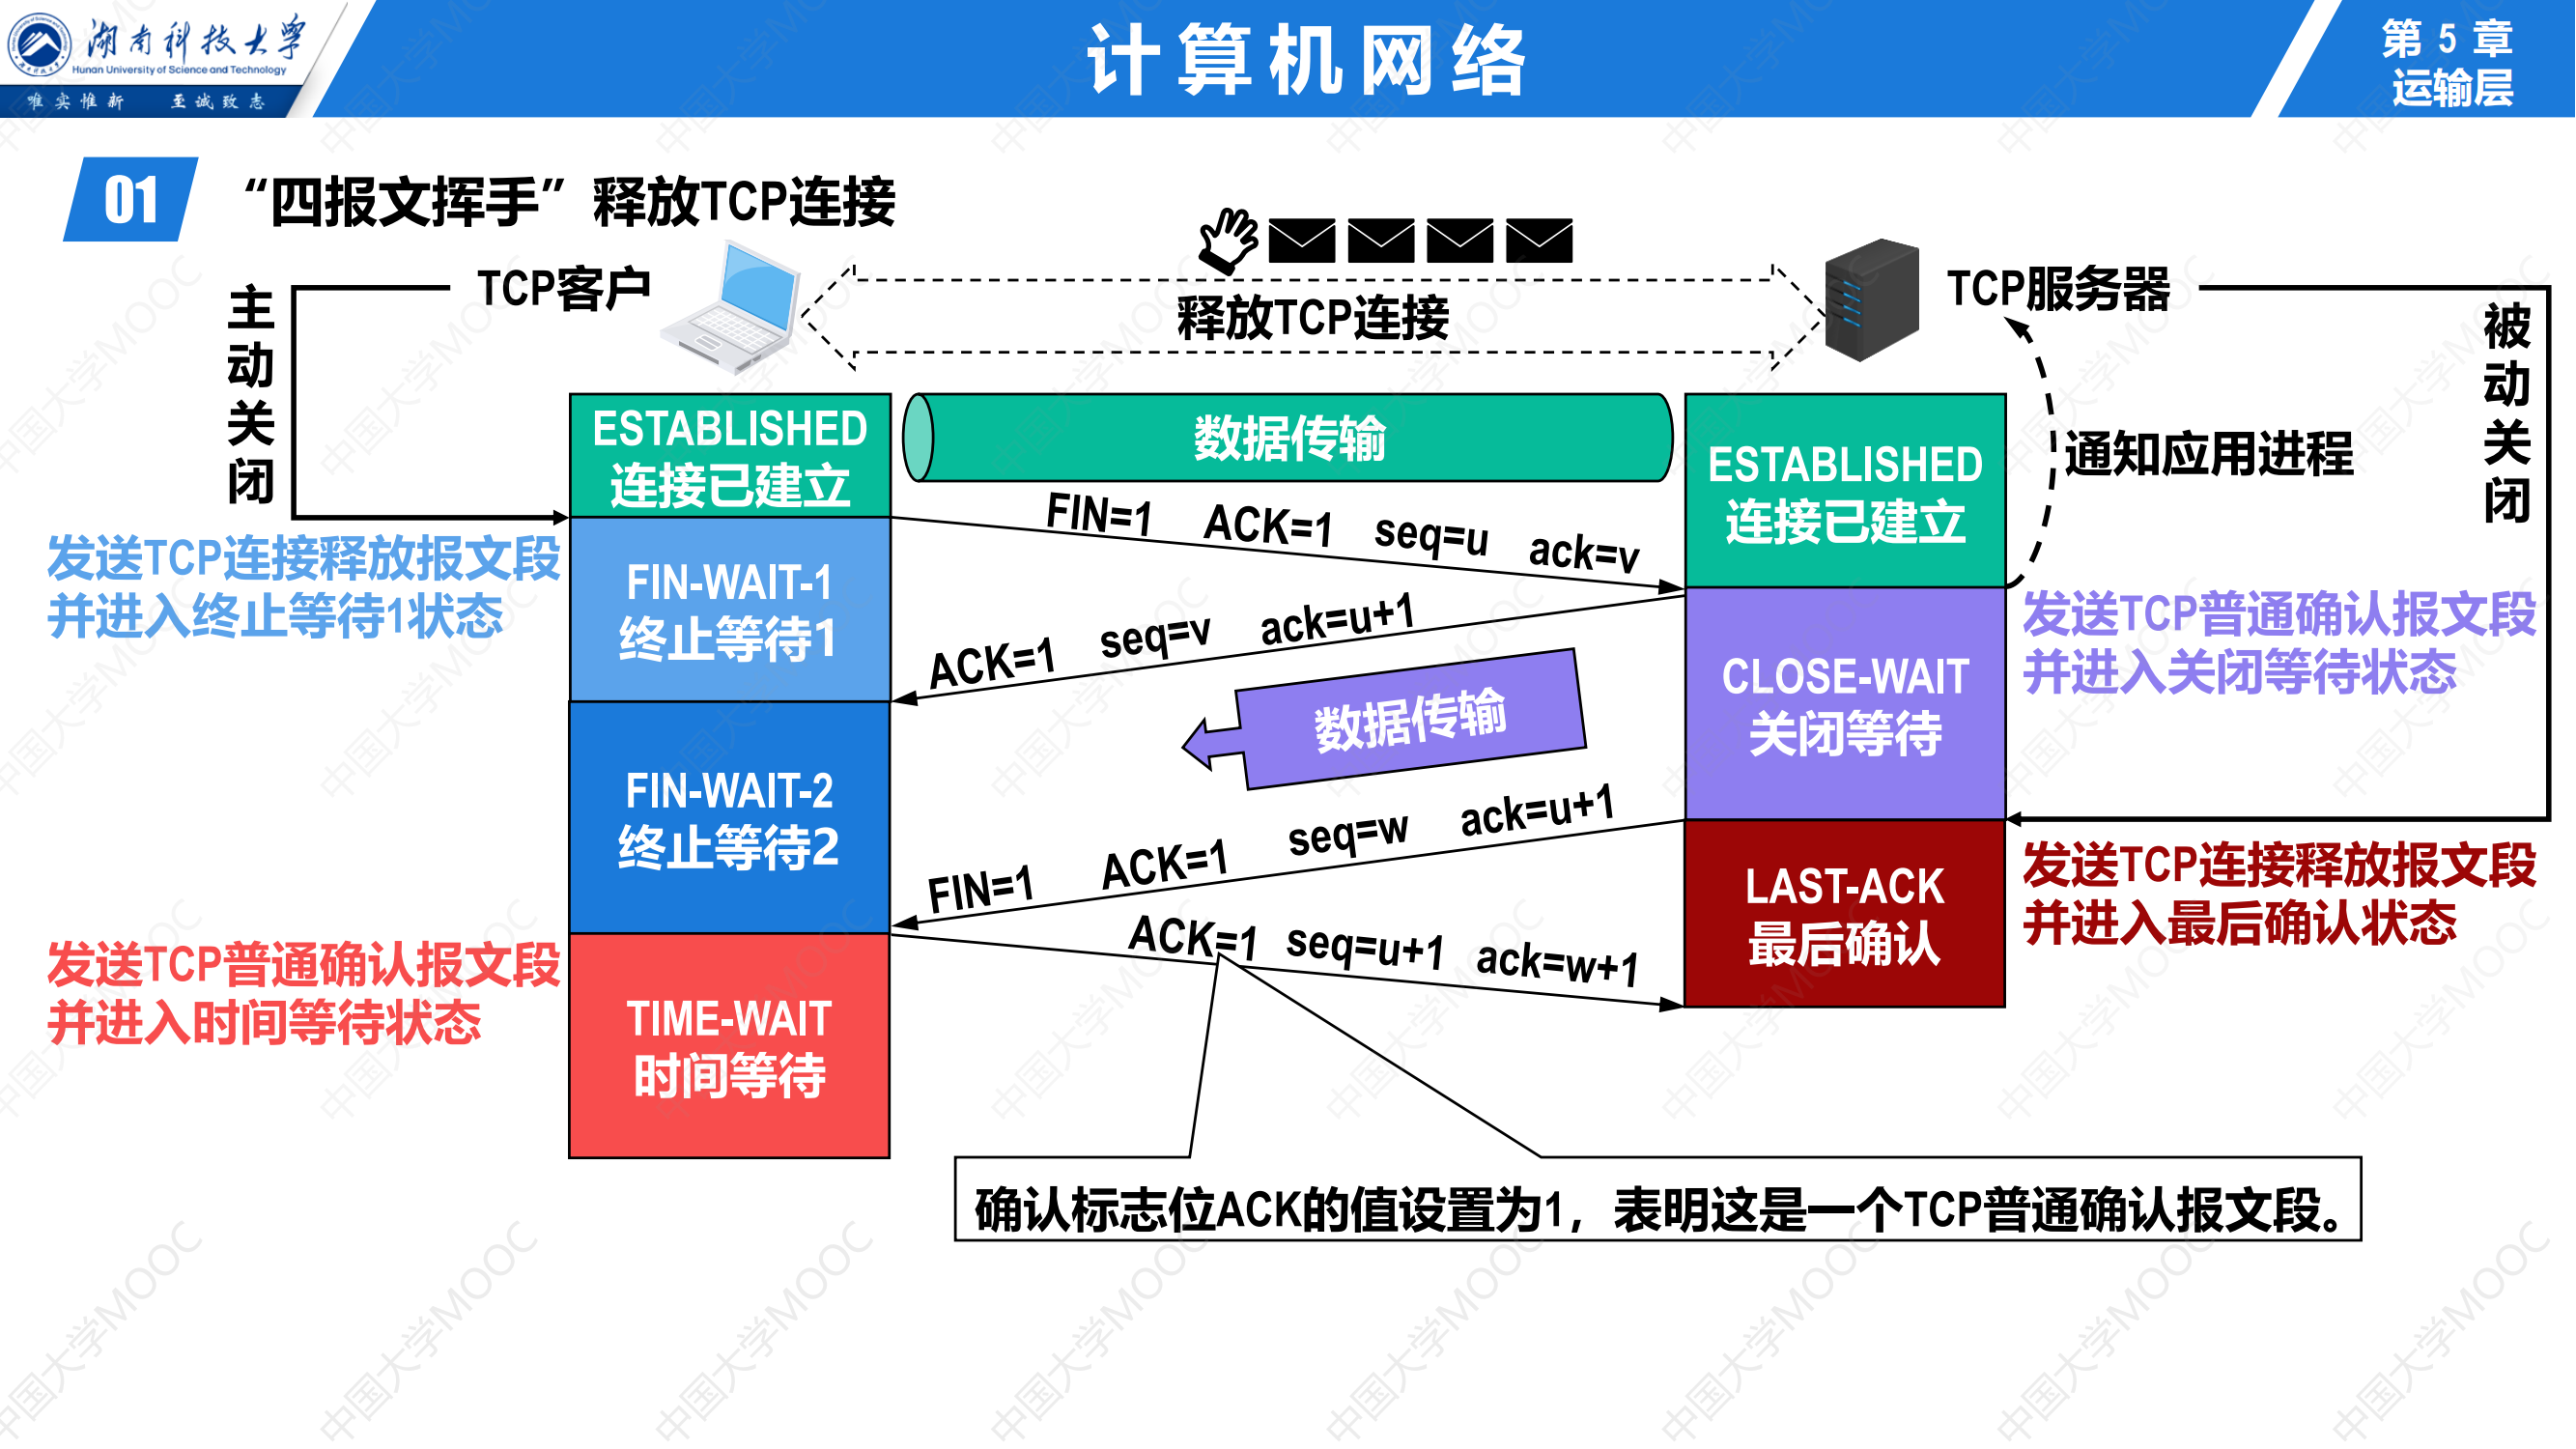 湖南科技大学
Hunan University of Science and Technology
唯实惟新 至诚致志
计算机网络
第 5 章
运输层
01
“四报文挥手”释放TCP连接
主动关闭
TCP客户
释放TCP连接
TCP服务器
被动关闭
通知应用进程
ESTABLISHED
连接已建立
数据传输
ESTABLISHED
连接已建立
FIN=1 ACK=1 seq=u ack=v
发送TCP连接释放报文段
并进入终止等待1状态
FIN-WAIT-1
终止等待1
ACK=1 seq=v ack=u+1
发送TCP普通确认报文段
并进入关闭等待状态
CLOSE-WAIT
关闭等待
数据传输
FIN-WAIT-2
终止等待2
FIN=1 ACK=1 seq=w ack=u+1
LAST-ACK
最后确认
发送TCP连接释放报文段
并进入最后确认状态
ACK=1 seq=u+1 ack=w+1
发送TCP普通确认报文段
并进入时间等待状态
TIME-WAIT
时间等待
确认标志位ACK的值设置为1，表明这是一个TCP普通确认报文段。
中国大学MOOC